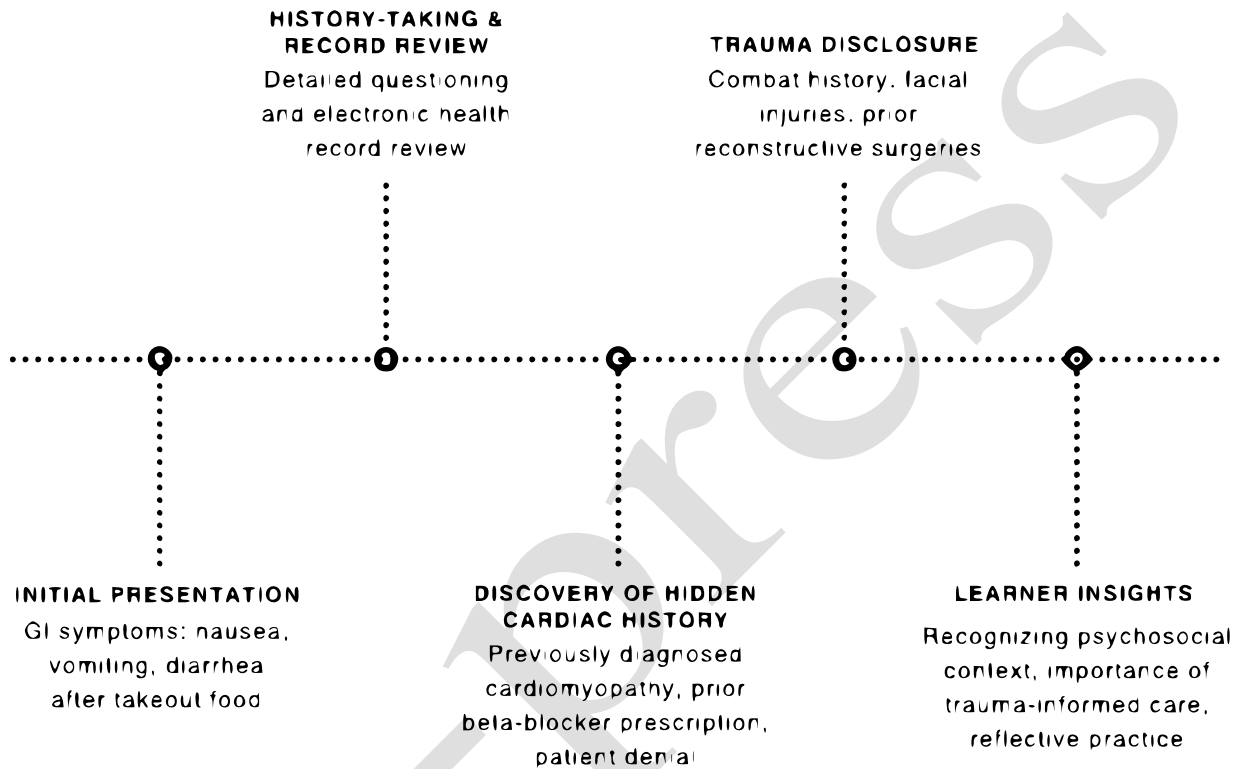 HISTORY-TAKING &
RECORD REVIEW
Detailed questioning
and electronic health
record review
TRAUMA DISCLOSURE
Combat history, facial
injuries, prior
reconstructive surgeries
INITIAL PRESENTATION
GI symptoms: nausea,
vomiting, diarrhea
after takeout food
DISCOVERY OF HIDDEN
CARDIAC HISTORY
Previously diagnosed
cardiomyopathy, prior
beta-blocker prescription,
patient denial
LEARNER INSIGHTS
Recognizing psychosocial
context, importance of
trauma-informed care,
reflective practice
-press